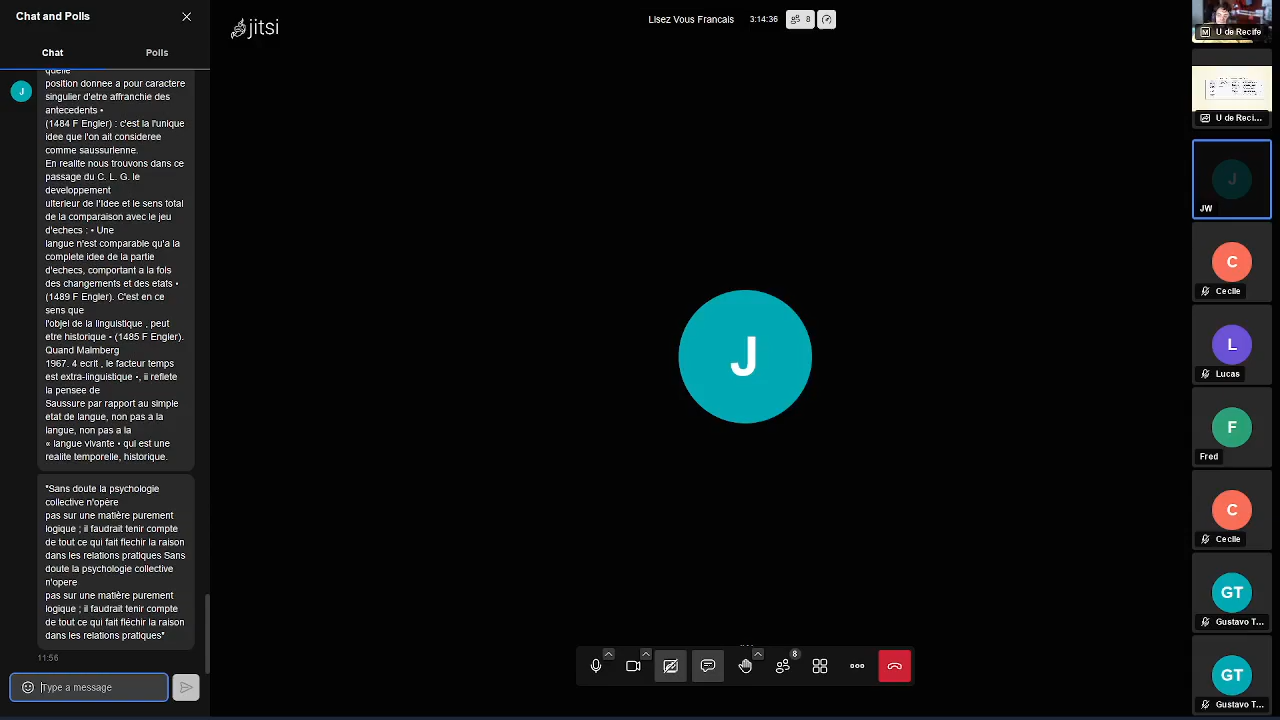 Chat and Polls
Chat
Polls
quelle
position donnee a pour caractere
singulier d'etre affranchie des
antecedents •
(1484 F Engler) : c'est la l'unique
idee que l'on ait consideree
comme saussurienne.
En realite nous trouvons dans ce
passage du C. L. G. le
developpement
ulterieur de l'Idee et le sens total
de la comparaison avec le jeu
d'echecs : • Une
langue n'est comparable qu'a la
complete idee de la partie
d'echecs, comportant a la fois
des changements et des etats •
(1489 F Engler). C'est en ce
sens que
l'objel de la linguistique , peut
etre historique • (1485 F Engler).
Quand Malmberg
1967. 4 ecrit , le facteur temps
est extra-linguistique •, ii reflete
la pensee de
Saussure par rapport au simple
etat de langue, non pas a la
langue, non pas a la
« langue vivante • qui est une
realite temporelle, historique.
"Sans doute la psychologie
collective n'opère
pas sur une matière purement
logique ; il faudrait tenir compte
de tout ce qui fait fléchir la raison
dans les relations pratiques Sans
doute la psychologie collective
n'opere
pas sur une matière purement
logique ; il faudrait tenir compte
de tout ce qui fait fléchir la raison
dans les relations pratiques"
11:56
Type a message
J
jitsi
Lisez Vous Francais
3:14:36
8
J
8
M
U de Recife
U de Reci...
J
JW
C
Cecile
L
Lucas
F
Fred
C
Cecile
GT
Gustavo T...
GT
Gustavo T...